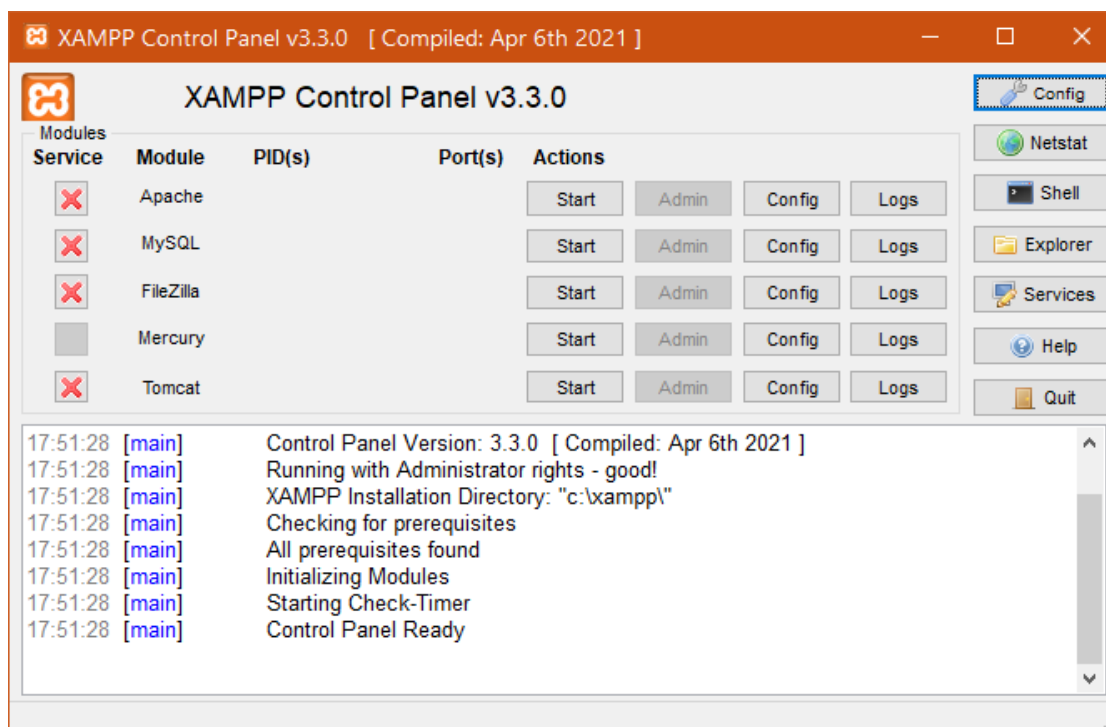 XAMPP Control Panel v3.3.0 [ Compiled: Apr 6th 2021 ]
XAMPP Control Panel v3.3.0
Config
Modules
Service Module PID(s) Port(s) Actions
Netstat
Apache Start Admin Config Logs
Shell
MySQL Start Admin Config Logs
Explorer
FileZilla Start Admin Config Logs
Services
Mercury Start Admin Config Logs
Help
Tomcat Start Admin Config Logs
Quit
17:51:28 [main] Control Panel Version: 3.3.0 [ Compiled: Apr 6th 2021 ]
17:51:28 [main] Running with Administrator rights - good!
17:51:28 [main] XAMPP Installation Directory: "c:\xampp\"
17:51:28 [main] Checking for prerequisites
17:51:28 [main] All prerequisites found
17:51:28 [main] Initializing Modules
17:51:28 [main] Starting Check-Timer
17:51:28 [main] Control Panel Ready